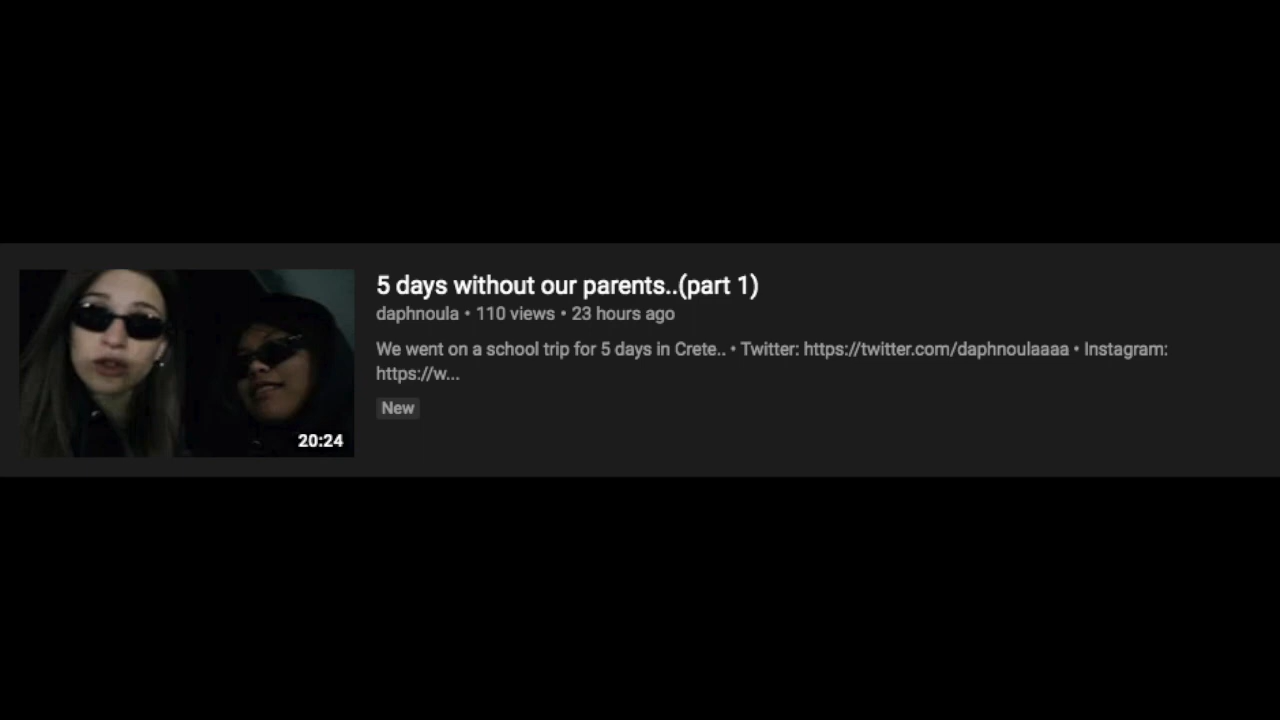 5 days without our parents..(part 1)
daphnoula • 110 views • 23 hours ago
We went on a school trip for 5 days in Crete.. • Twitter: https://twitter.com/daphnoulaaaa • Instagram:
https://w...
New
20:24